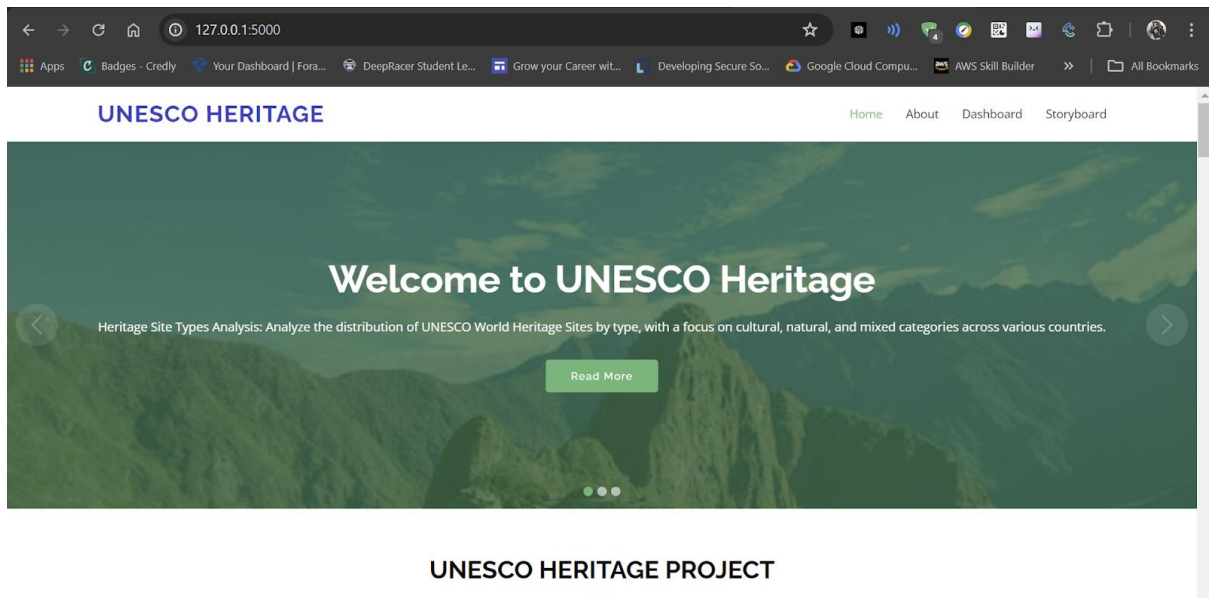 127.0.0.1:5000
4
Apps
Badges - Credly
Your Dashboard | Fora...
DeepRacer Student Le...
Grow your Career wit...
Developing Secure So...
Google Cloud Compu...
aws
AWS Skill Builder
»
All Bookmarks
UNESCO HERITAGE
Home About Dashboard Storyboard
Welcome to UNESCO Heritage
Heritage Site Types Analysis: Analyze the distribution of UNESCO World Heritage Sites by type, with a focus on cultural, natural, and mixed categories across various countries.
Read More
UNESCO HERITAGE PROJECT